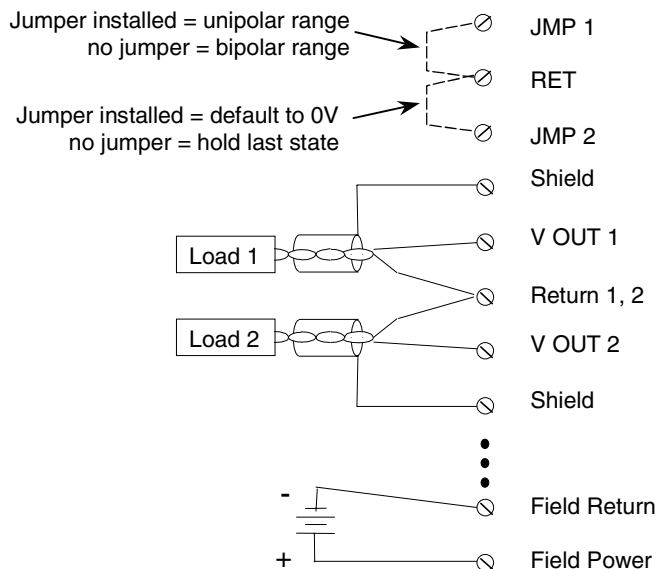 Jumper installed = unipolar range
no jumper = bipolar range
JMP 1
RET
Jumper installed = default to 0V
no jumper = hold last state
JMP 2
Shield
Load 1
V OUT 1
Return 1, 2
Load 2
V OUT 2
Shield
-
Field Return
+
Field Power